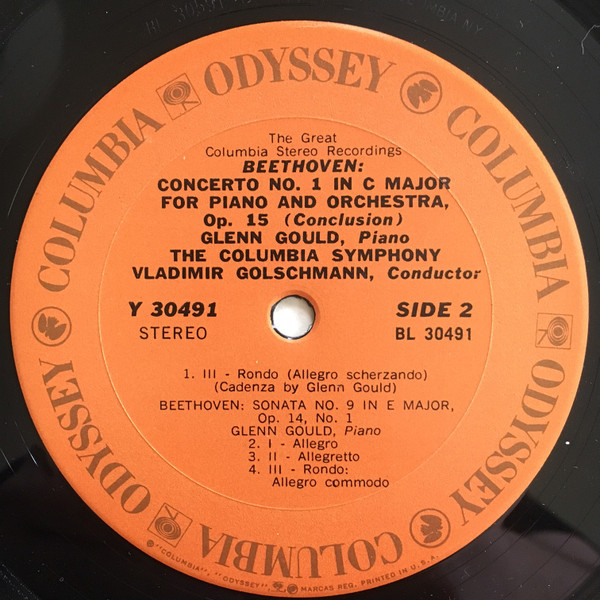 ODYSSEY
COLUMBIA
ODYSSEY
COLUMBIA
ODYSSEY
COLUMBIA
The Great
Columbia Stereo Recordings
BEETHOVEN:
CONCERTO NO. 1 IN C MAJOR
FOR PIANO AND ORCHESTRA,
Op. 15 (Conclusion)
GLENN GOULD, Piano
THE COLUMBIA SYMPHONY
VLADIMIR GOLSCHMANN, Conductor
Y 30491 SIDE 2
STEREO BL 30491
1. III - Rondo (Allegro scherzando)
(Cadenza by Glenn Gould)
BEETHOVEN: SONATA NO. 9 IN E MAJOR,
Op. 14, No. 1
GLENN GOULD, Piano
2. I - Allegro
3. II - Allegretto
4. III - Rondo:
Allegro commodo
® "COLUMBIA", "ODYSSEY", MARCAS REG. PRINTED IN U.S.A.